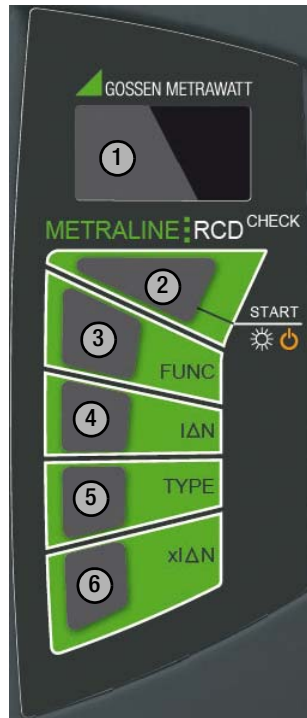 GOSSEN METRAWATT
1
METRALINE RCD CHECK
2
START
3
FUNC
4
IΔN
5
TYPE
6
xIΔN